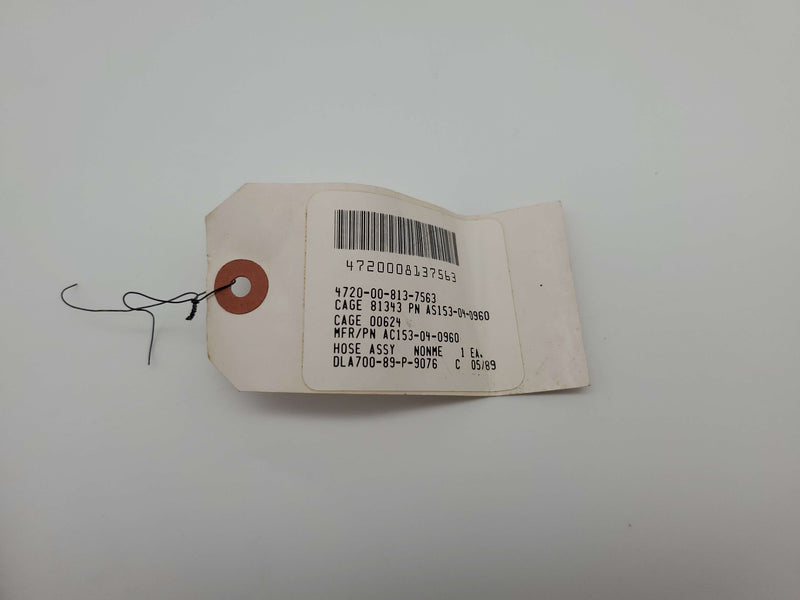 4720008137563
4720-00-813-7563
CAGE 81343 PN AS153-04-0960
CAGE 00624
MFR/PN AC153-04-0960
HOSE ASSY NONME 1 EA.
DLA700-89-P-9076 C 05/89